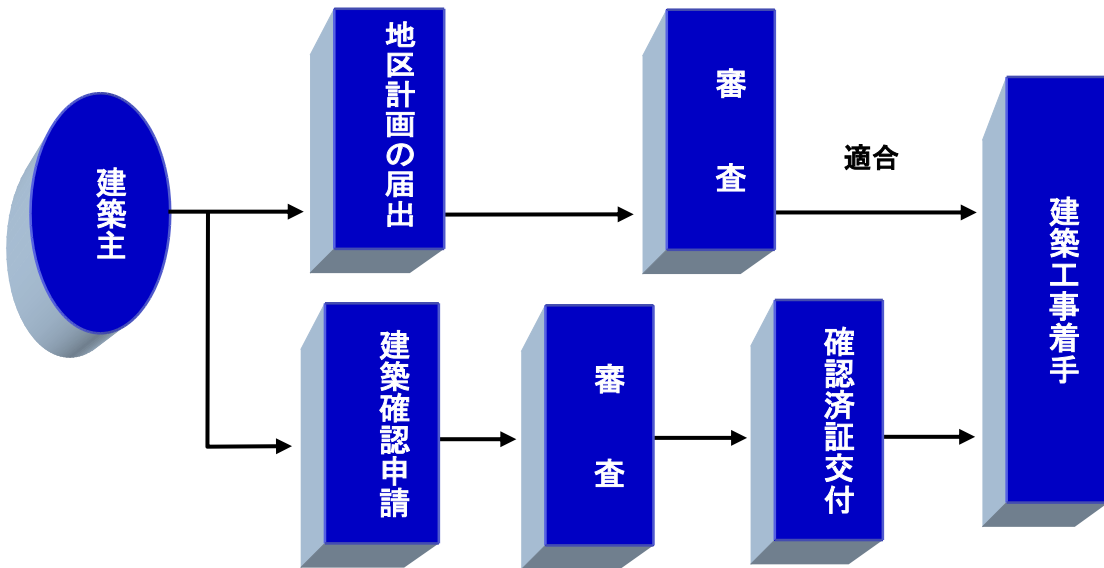 建築主
地区計画の届出
審査
適合
建築確認申請
審査
確認済証交付
建築工事着手